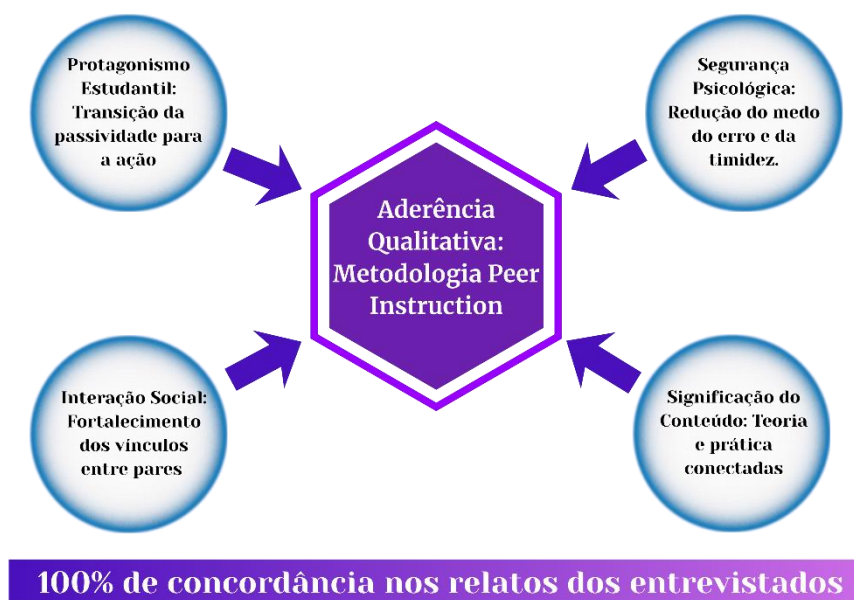 Protagonismo
Estudantil:
Transição da
passividade para
a ação
Segurança
Psicológica:
Redução do medo
do erro e da
timidez.
Aderência
Qualitativa:
Metodologia Peer
Instruction
Interação Social:
Fortalecimento
dos vínculos
entre pares
Significação do
Conteúdo: Teoria
e prática
conectadas
100% de concordância nos relatos dos entrevistados